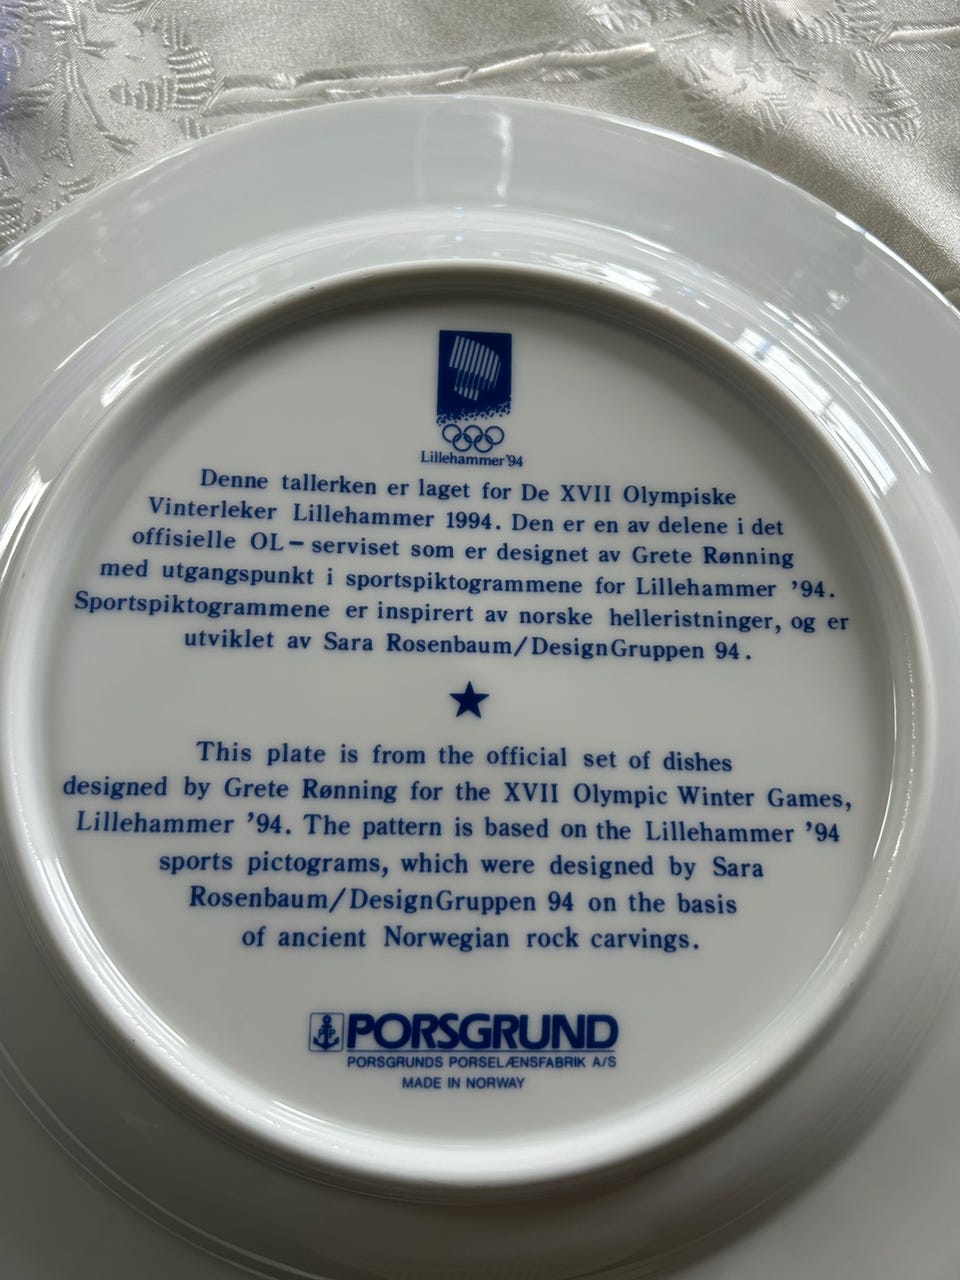 Lillehammer'94
Denne tallerken er laget for De XVII Olympiske
Vinterleker Lillehammer 1994. Den er en av delene i det
offisielle OL-serviset som er designet av Grete Rønning
med utgangspunkt i sportspiktogrammene for Lillehammer '94.
Sportspiktogrammene er inspirert av norske helleristninger, og er
utviklet av Sara Rosenbaum/DesignGruppen 94.
This plate is from the official set of dishes
designed by Grete Rønning for the XVII Olympic Winter Games,
Lillehammer '94. The pattern is based on the Lillehammer '94
sports pictograms, which were designed by Sara
Rosenbaum/DesignGruppen 94 on the basis
of ancient Norwegian rock carvings.
PP PORSGRUND
PORSGRUNDS PORSELÆNSFABRIK A/S
MADE IN NORWAY